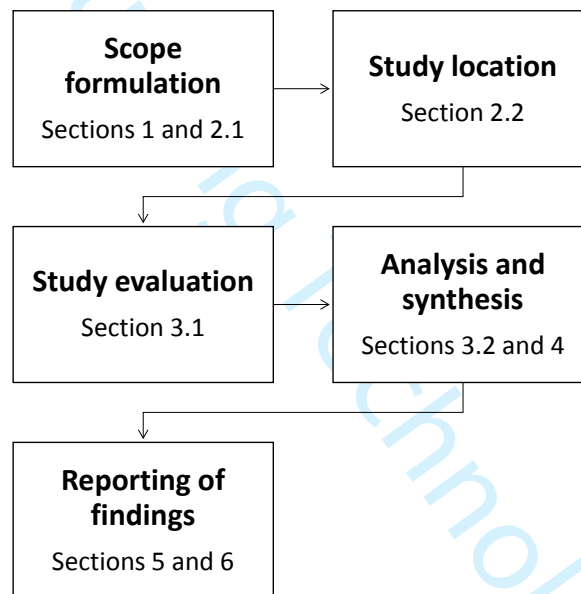 Scope
formulation
Sections 1 and 2.1
Study location
Section 2.2
Study evaluation
Section 3.1
Analysis and
synthesis
Sections 3.2 and 4
Reporting of
findings
Sections 5 and 6